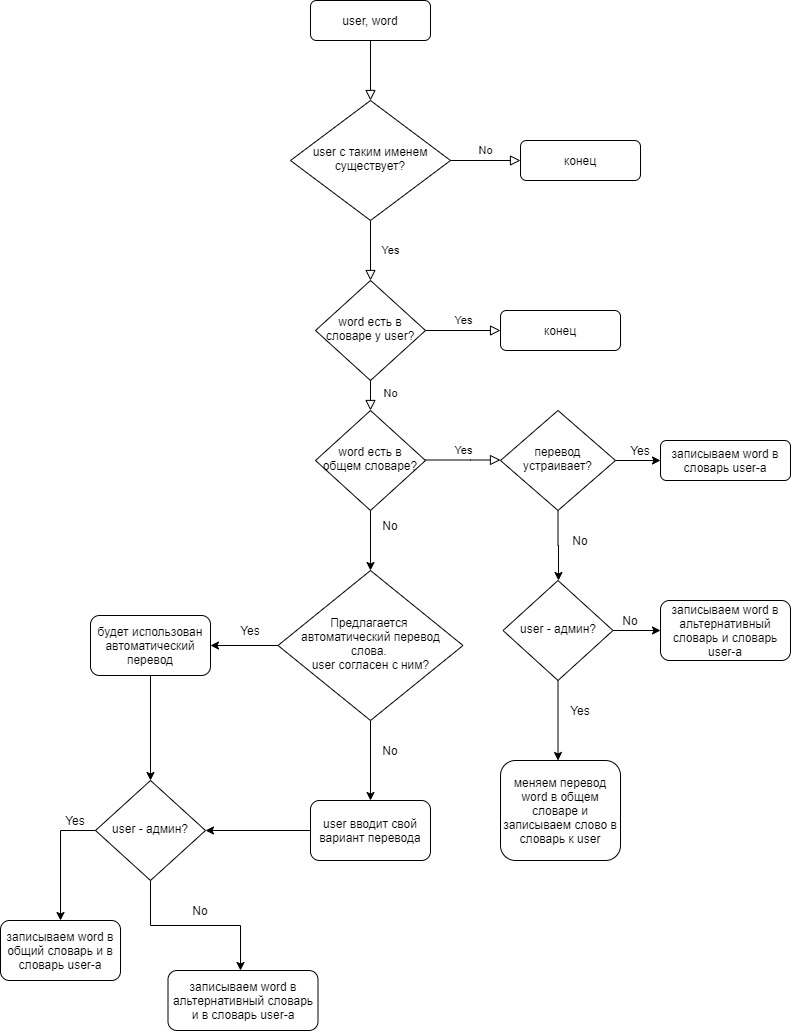 user, word
user с таким именем
существует?
No
конец
Yes
word есть в
словаре у user?
Yes
конец
No
word есть в
общем словаре?
Yes
перевод
устраивает?
Yes
записываем word в
словарь user-а
No
No
Предлагается
автоматический перевод
слова.
user согласен с ним?
Yes
будет использован
автоматический
перевод
user - админ?
No
записываем word в
альтернативный
словарь и словарь
user-а
Yes
меняем перевод
word в общем
словаре и
записываем слово в
словарь к user
No
user вводит свой
вариант перевода
user - админ?
Yes
записываем word в
общий словарь и в
словарь user-а
No
записываем word в
альтернативный словарь
и в словарь user-а